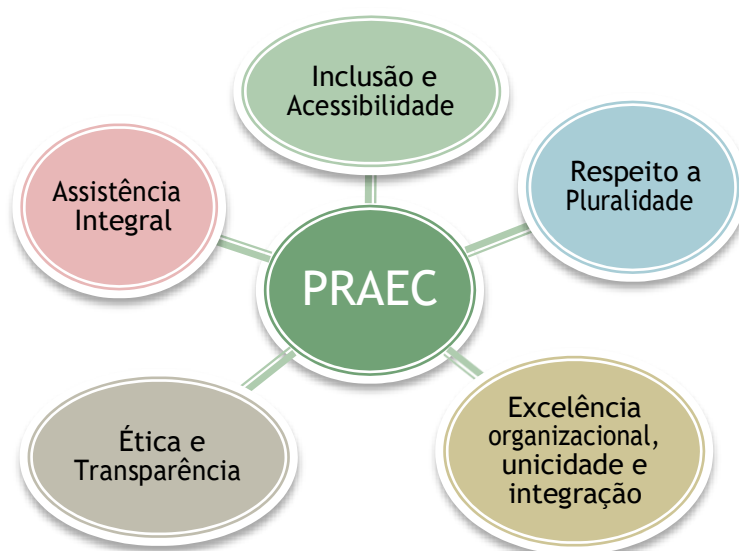 Inclusão e
Acessibilidade
Assistência
Integral
Respeito a
Pluralidade
PRAEC
Ética e
Transparência
Excelência
organizacional,
unicidade e
integração